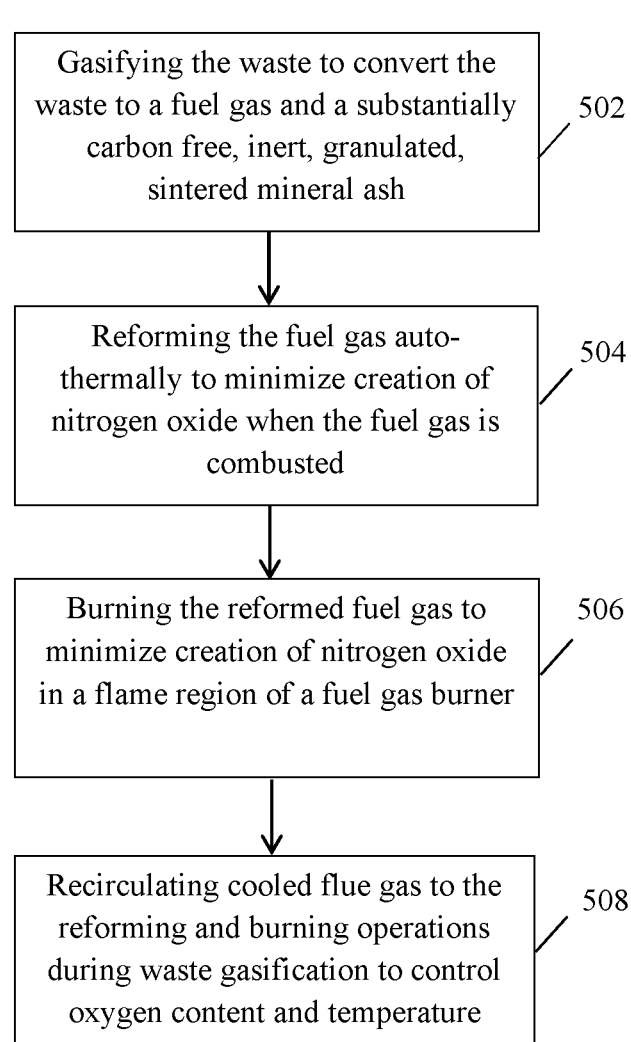 Gasifying the waste to convert the
waste to a fuel gas and a substantially
carbon free, inert, granulated,
sintered mineral ash
502
Reforming the fuel gas auto-
thermally to minimize creation of
nitrogen oxide when the fuel gas is
combusted
504
Burning the reformed fuel gas to
minimize creation of nitrogen oxide
in a flame region of a fuel gas burner
506
Recirculating cooled flue gas to the
reforming and burning operations
during waste gasification to control
oxygen content and temperature
508